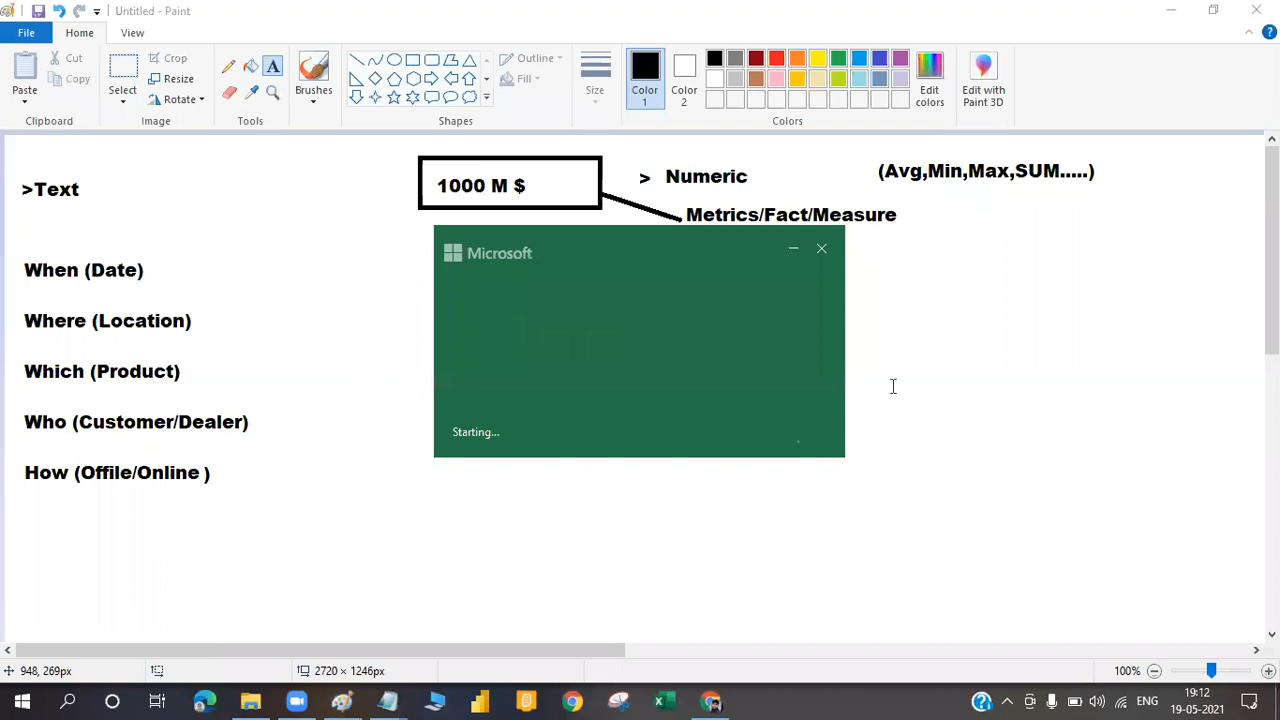 Untitled - Paint
File
Home
View
Paste
Cut
Copy
Clipboard
Select
Crop
Resize
Rotate
Image
A
Tools
Brushes
Shapes
Outline
Fill
Size
Color 1
Color 2
Edit colors
Edit with Paint 3D
Colors
>Text
1000 M $
> Numeric
(Avg,Min,Max,SUM.....)
Metrics/Fact/Measure
Microsoft
Starting...
When (Date)
Where (Location)
Which (Product)
Who (Customer/Dealer)
How (Offile/Online )
948, 269px
2720 × 1246px
100%
ENG
19:12
19-05-2021